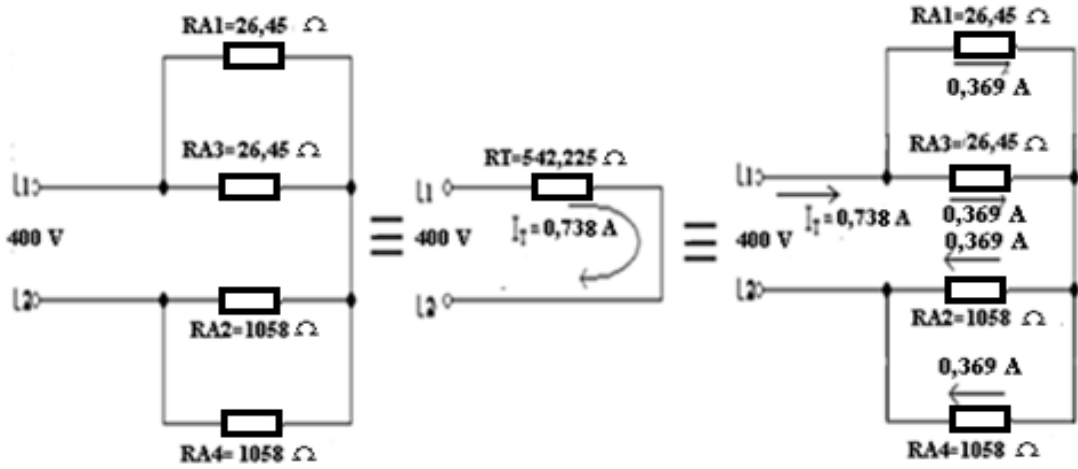 RA1=26,45 Ω
RA3=26,45 Ω
L1
400 V
L2
RA2=1058 Ω
RA4=1058 Ω
≡
RT=542,225 Ω
L1
I_T=0,738 A
400 V
L2
≡
RA1=26,45 Ω
0,369 A
RA3=26,45 Ω
L1
I_T=0,738 A
0,369 A
400 V
0,369 A
L2
RA2=1058 Ω
0,369 A
RA4=1058 Ω